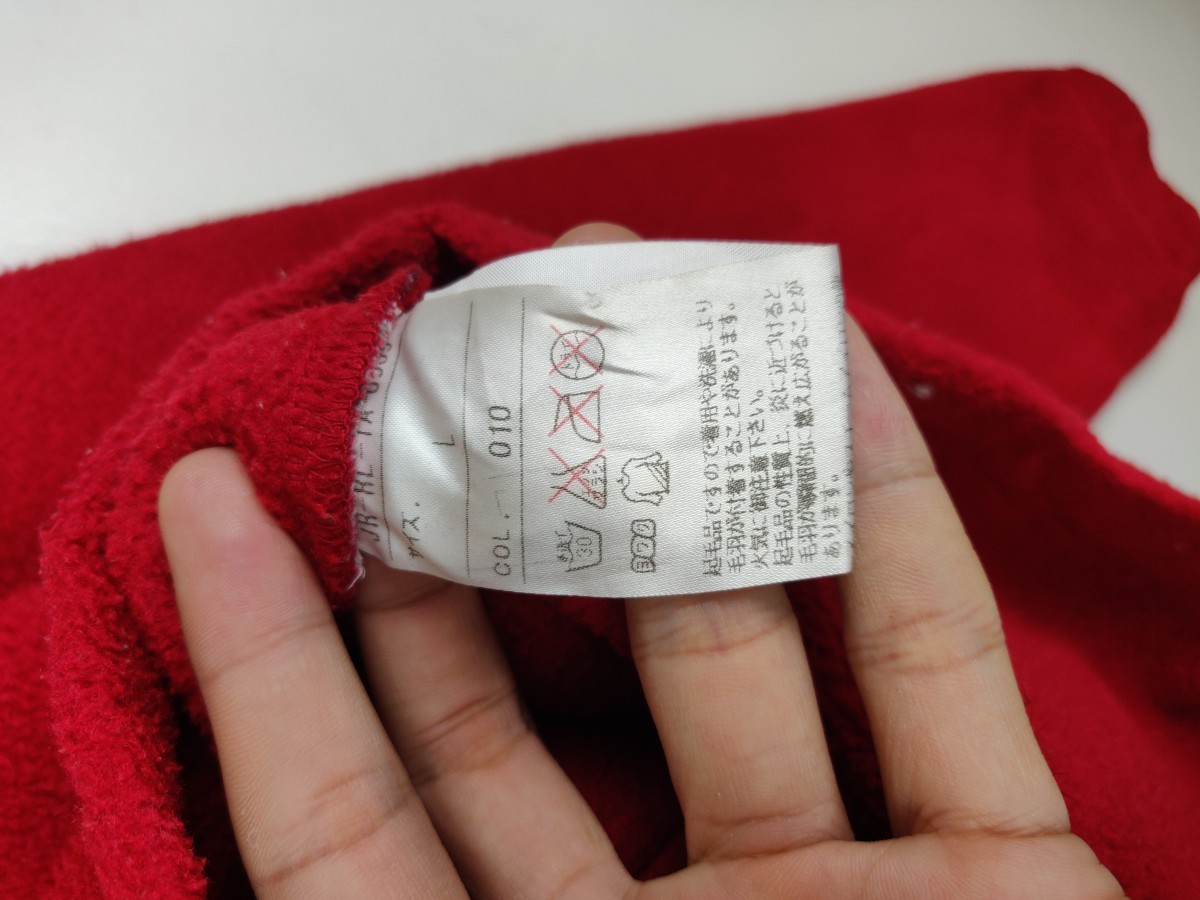 サイズ. L
COL. 010
30
起毛品ですので着用や洗濯により
毛羽が付着することがあります。
火気に御注意下さい。
起毛品の性質上、炎に近づけると
毛羽が瞬間的に燃え広がることが
あります。